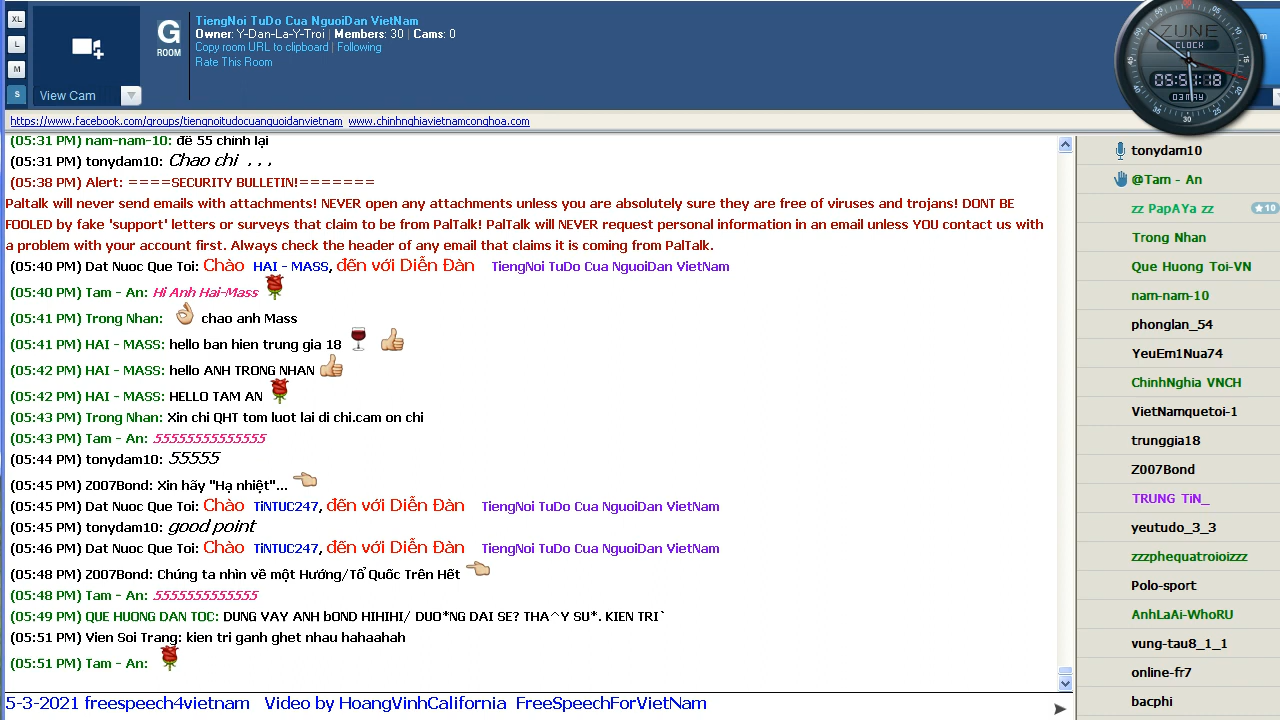 XL
L
M
S
View Cam
G
ROOM
TiengNoi TuDo Cua NguoiDan VietNam
Owner: Y-Dan-La-Y-Troi | Members: 30 | Cams: 0
Copy room URL to clipboard | Following
Rate This Room
ZUNE
CLOCK
05:51:18
03 MAY
https://www.facebook.com/groups/tiengnoitudocuanguoidanvietnam www.chinhnghiavietnamconghoa.com
(05:31 PM) nam-nam-10: đề 55 chinh lại
(05:31 PM) tonydam10: Chao chi . . .
(05:38 PM) Alert: ====SECURITY BULLETIN!=======
Paltalk will never send emails with attachments! NEVER open any attachments unless you are absolutely sure they are free of viruses and trojans! DONT BE
FOOLED by fake 'support' letters or surveys that claim to be from PalTalk! PalTalk will NEVER request personal information in an email unless YOU contact us with
a problem with your account first. Always check the header of any email that claims it is coming from PalTalk.
(05:40 PM) Dat Nuoc Que Toi: Chào HAI - MASS, đến với Diễn Đàn TiengNoi TuDo Cua NguoiDan VietNam
(05:40 PM) Tam - An: Hi Anh Hai-Mass
(05:41 PM) Trong Nhan: chao anh Mass
(05:41 PM) HAI - MASS: hello ban hien trung gia 18
(05:42 PM) HAI - MASS: hello ANH TRONG NHAN
(05:42 PM) HAI - MASS: HELLO TAM AN
(05:43 PM) Trong Nhan: Xin chi QHT tom luot lai di chi.cam on chi
(05:43 PM) Tam - An: 555555555555555
(05:44 PM) tonydam10: 55555
(05:45 PM) Z007Bond: Xin hãy "Hạ nhiệt"...
(05:45 PM) Dat Nuoc Que Toi: Chào TiNTUC247, đến với Diễn Đàn TiengNoi TuDo Cua NguoiDan VietNam
(05:45 PM) tonydam10: good point
(05:46 PM) Dat Nuoc Que Toi: Chào TiNTUC247, đến với Diễn Đàn TiengNoi TuDo Cua NguoiDan VietNam
(05:48 PM) Z007Bond: Chúng ta nhìn về một Hướng/Tổ Quốc Trên Hết
(05:48 PM) Tam - An: 55555555555555
(05:49 PM) QUE HUONG DAN TOC: DUNG VAY ANH bOND HIHIHI/ DUO*NG DAI SE? THA^Y SU*. KIEN TRI`
(05:51 PM) Vien Soi Trang: kien tri ganh ghet nhau hahaahah
(05:51 PM) Tam - An:
5-3-2021 freespeech4vietnam Video by HoangVinhCalifornia FreeSpeechForVietNam
tonydam10
@Tam - An
zz PapAYa zz
★10
Trong Nhan
Que Huong Toi-VN
nam-nam-10
phonglan_54
YeuEm1Nua74
ChinhNghia VNCH
VietNamquetoi-1
trunggia18
Z007Bond
TRUNG TiN_
yeutudo_3_3
zzzphequatroioizzz
Polo-sport
AnhLaAi-WhoRU
vung-tau8_1_1
online-fr7
bacphi